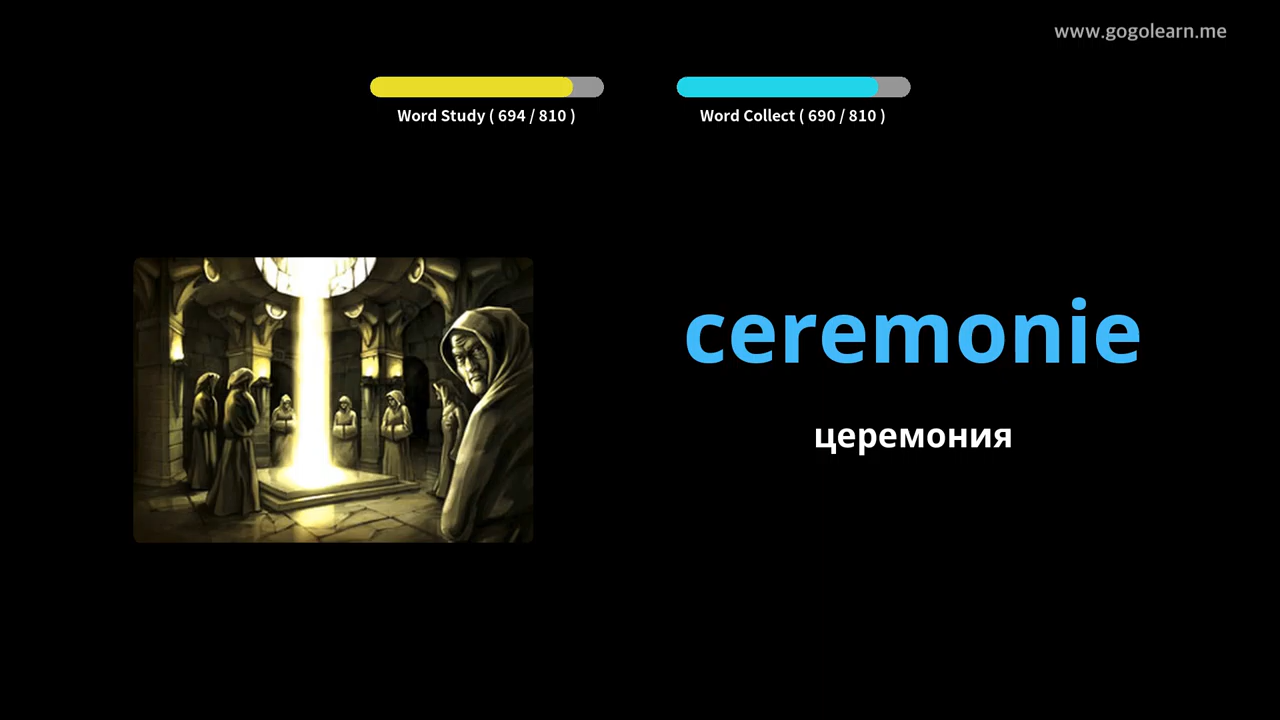 www.gogolearn.me
Word Study ( 694 / 810 )
Word Collect ( 690 / 810 )
ceremonie
церемония